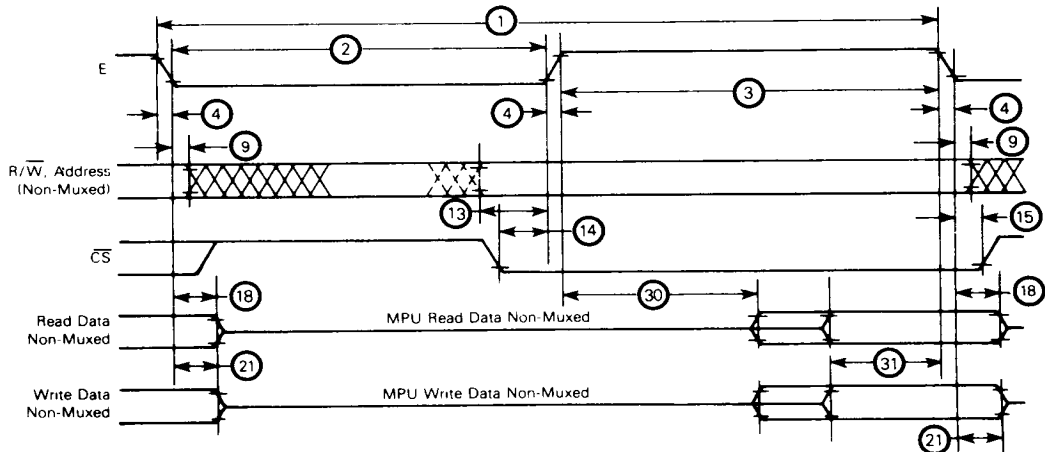 1
2
E
3
4
4
4
9
9
R/W̅, Address
(Non-Muxed)
13
14
15
C̅S̅
18
30
18
Read Data
Non-Muxed
MPU Read Data Non-Muxed
21
31
Write Data
Non-Muxed
MPU Write Data Non-Muxed
21